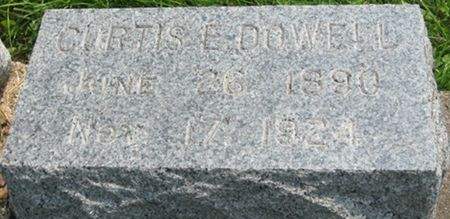 CURTIS E. DOWELL
JUNE 26, 1890
NOV. 17, 1924